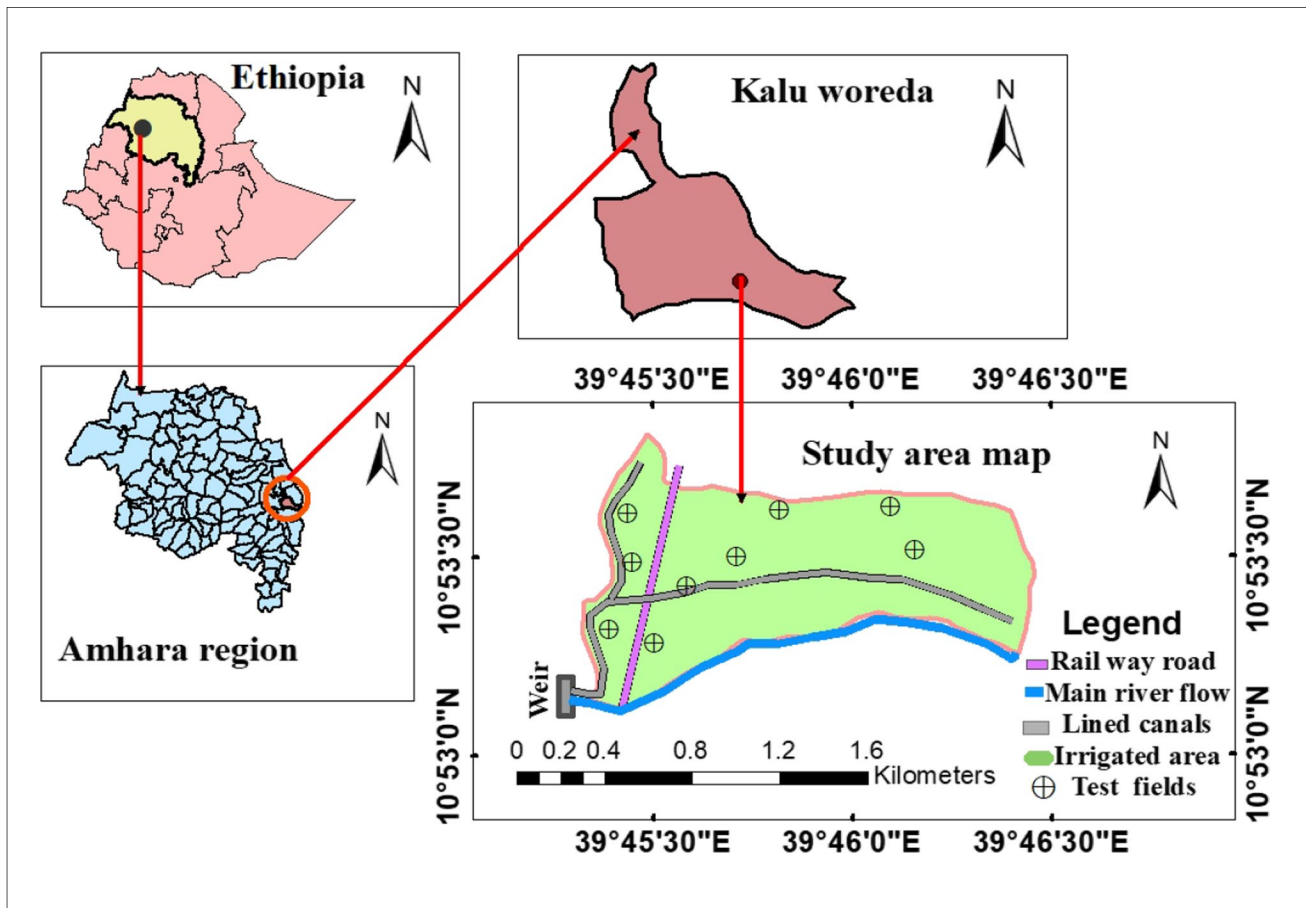 Ethiopia
N
Kalu woreda
N
Amhara region
N
39°45'30"E 39°46'0"E 39°46'30"E
Study area map
N
10°53'30"N
10°53'30"N
10°53'0"N
10°53'0"N
Weir
Legend
Rail way road
Main river flow
Lined canals
Irrigated area
Test fields
0 0.2 0.4 0.8 1.2 1.6
Kilometers
39°45'30"E 39°46'0"E 39°46'30"E